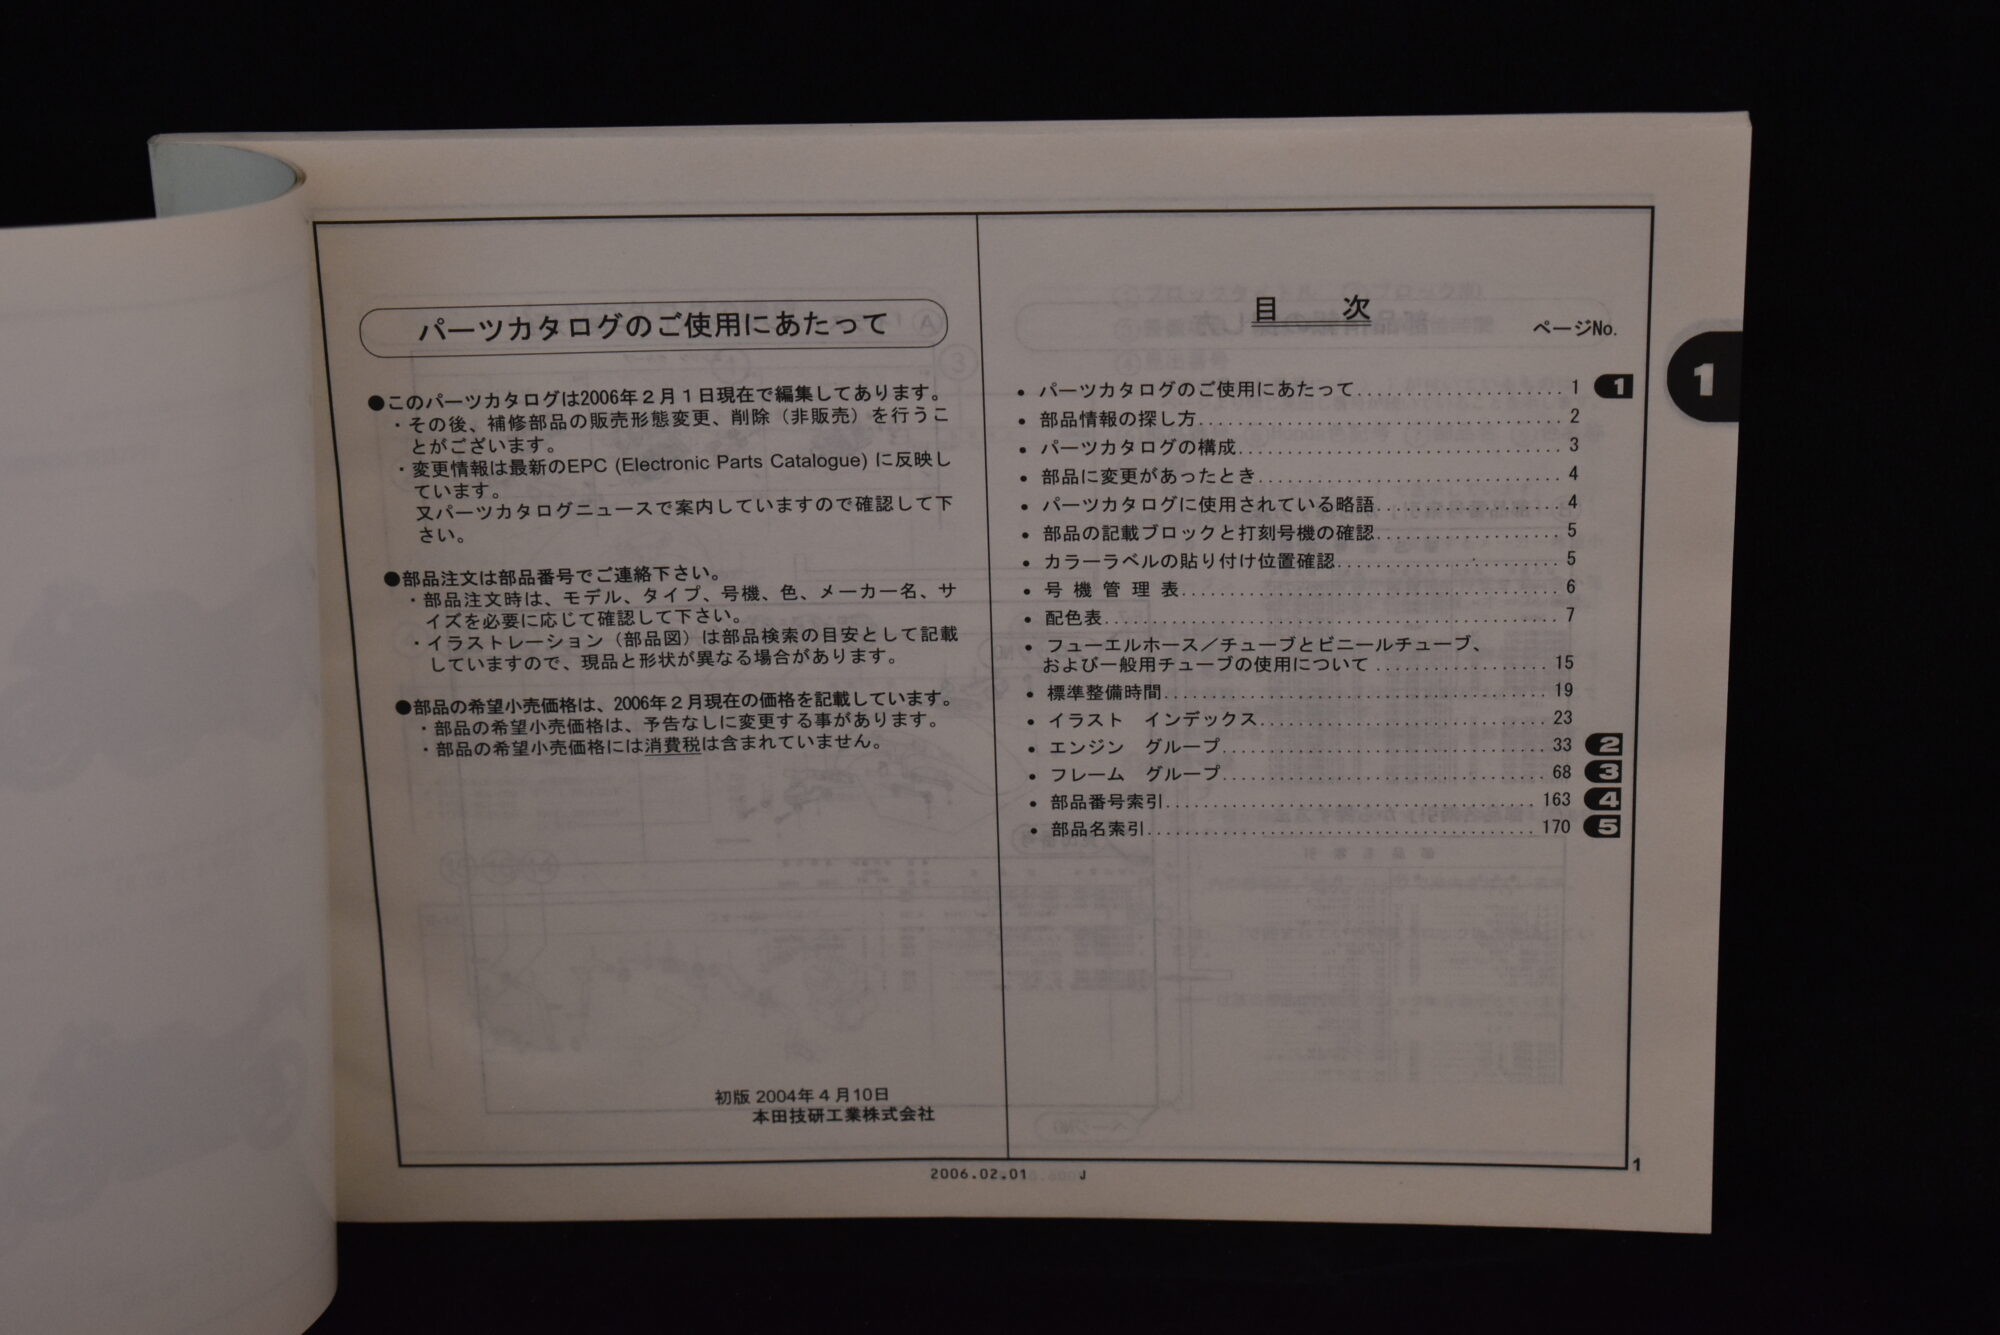 パーツカタログのご使用にあたって
●このパーツカタログは2006年２月１日現在で編集してあります。
・その後、補修部品の販売形態変更、削除（非販売）を行うこ
とがございます。
・変更情報は最新のEPC (Electronic Parts Catalogue) に反映し
ています。
又パーツカタログニュースで案内していますので確認して下
さい。
●部品注文は部品番号でご連絡下さい。
・部品注文時は、モデル、タイプ、号機、色、メーカー名、サ
イズを必要に応じて確認して下さい。
・イラストレーション（部品図）は部品検索の目安として記載
していますので、現品と形状が異なる場合があります。
●部品の希望小売価格は、2006年２月現在の価格を記載しています。
・部品の希望小売価格は、予告なしに変更する事があります。
・部品の希望小売価格には消費税は含まれていません。
初版 2004年４月10日
本田技研工業株式会社
目　次
ページNo.
• パーツカタログのご使用にあたって..................... 1 1
• 部品情報の探し方..................................... 2
• パーツカタログの構成................................. 3
• 部品に変更があったとき............................... 4
• パーツカタログに使用されている略語................... 4
• 部品の記載ブロックと打刻号機の確認................... 5
• カラーラベルの貼り付け位置確認....................... 5
• 号 機 管 理 表....................................... 6
• 配色表............................................... 7
• フューエルホース／チューブとビニールチューブ、
および一般用チューブの使用について .................. 15
• 標準整備時間....................................... 19
• イラスト　インデックス............................. 23
• エンジン　グループ................................. 33 2
• フレーム　グループ................................. 68 3
• 部品番号索引...................................... 163 4
• 部品名索引........................................ 170 5
1
2006.02.01 J
1